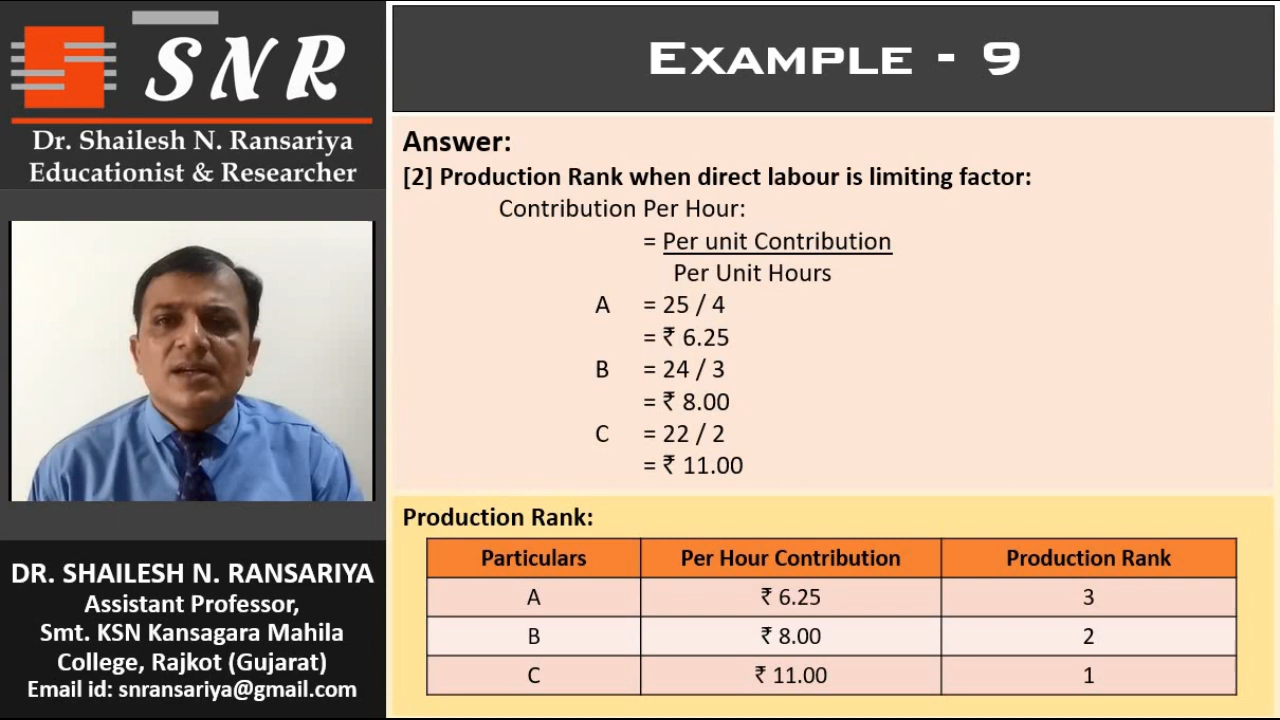 SNR
Dr. Shailesh N. Ransariya
Educationist & Researcher
DR. SHAILESH N. RANSARIYA
Assistant Professor,
Smt. KSN Kansagara Mahila
College, Rajkot (Gujarat)
Email id: snransariya@gmail.com
EXAMPLE - 9
Answer:
[2] Production Rank when direct labour is limiting factor:
Contribution Per Hour:
= Per unit Contribution
Per Unit Hours
A = 25 / 4
= ₹ 6.25
B = 24 / 3
= ₹ 8.00
C = 22 / 2
= ₹ 11.00
Production Rank:
Particulars Per Hour Contribution Production Rank
A ₹ 6.25 3
B ₹ 8.00 2
C ₹ 11.00 1